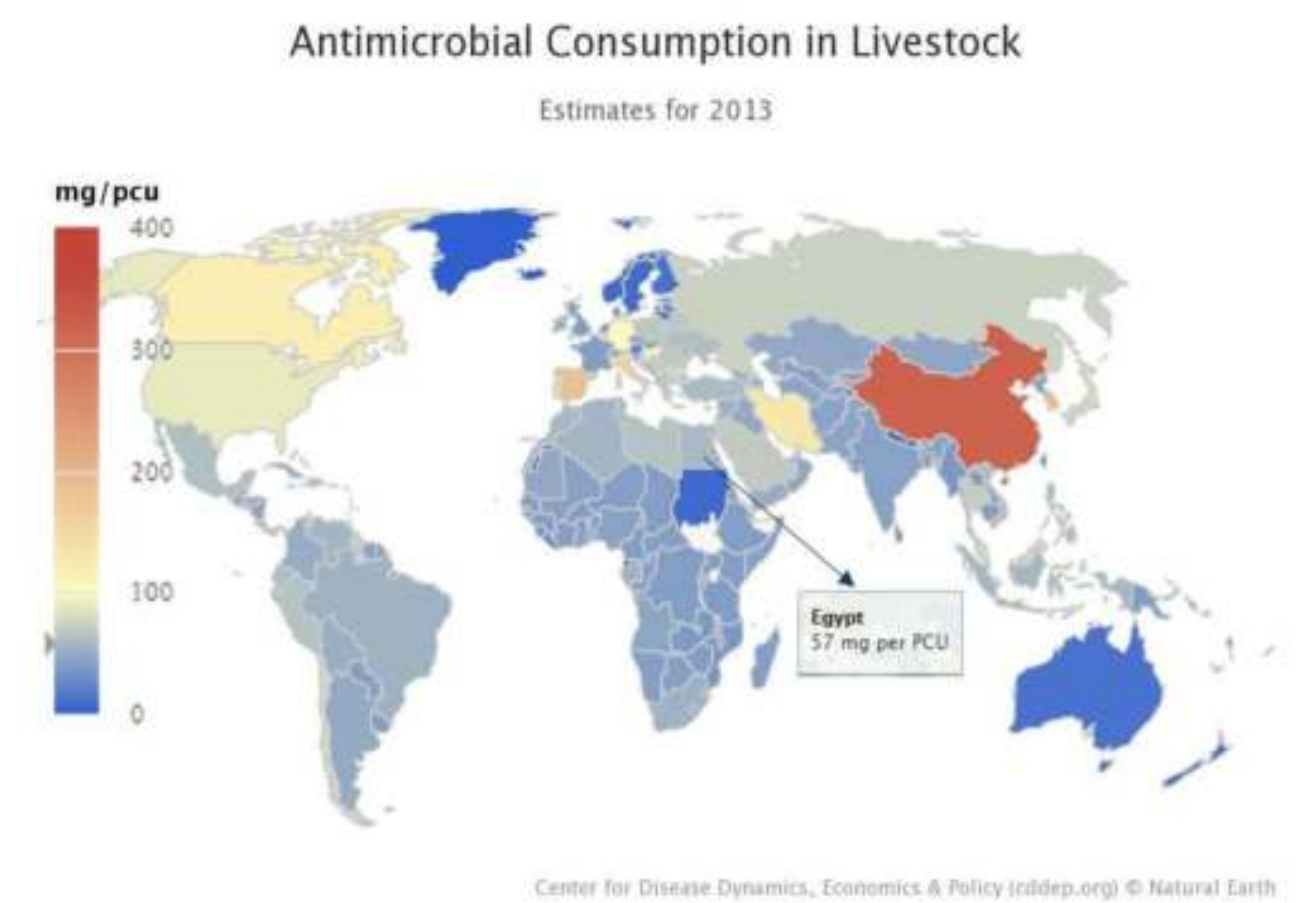 Antimicrobial Consumption in Livestock
Estimates for 2013
mg/pcu
400
300
200
100
0
Egypt
57 mg per PCU
Center for Disease Dynamics, Economics & Policy (cddep.org) © Natural Earth